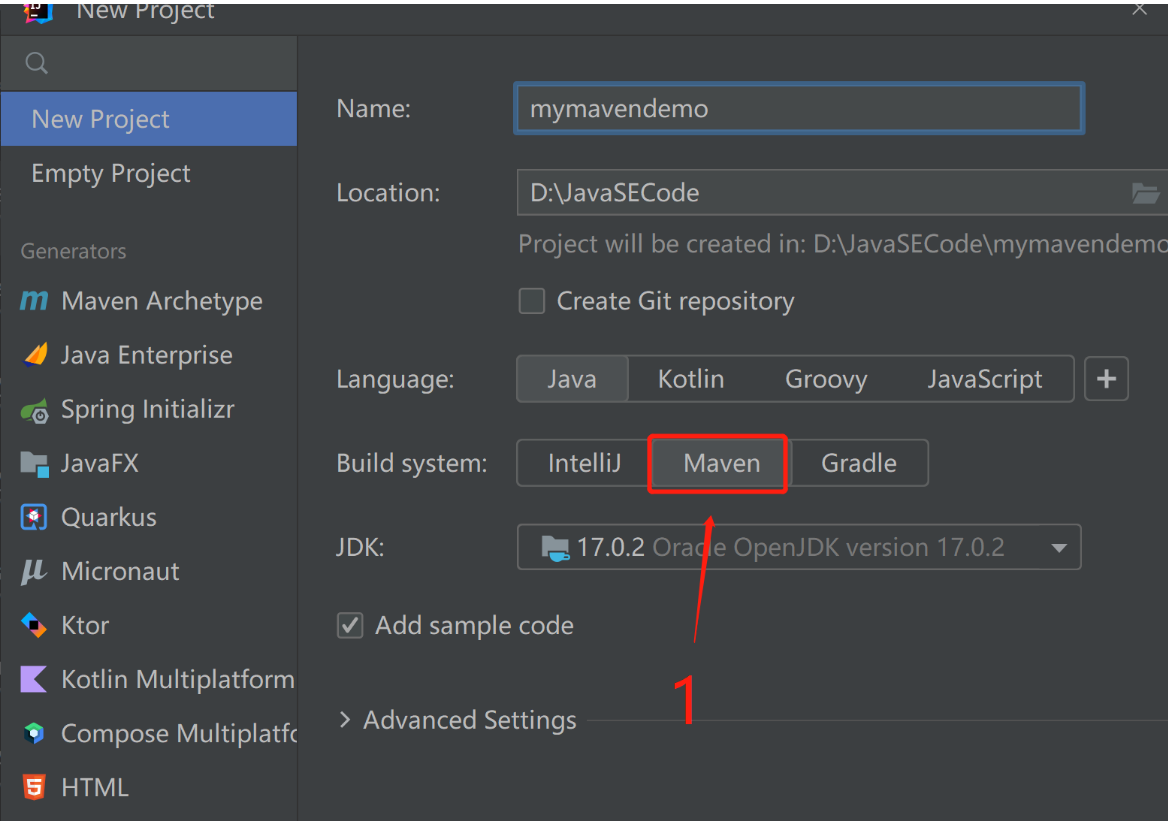 New Project
New Project
Empty Project
Generators
Maven Archetype
Java Enterprise
Spring Initializr
JavaFX
Quarkus
Micronaut
Ktor
Kotlin Multiplatform
Compose Multiplatfo
HTML
Name: mymavendemo
Location: D:\JavaSECode
Project will be created in: D:\JavaSECode\mymavendemo
Create Git repository
Language: Java Kotlin Groovy JavaScript +
Build system: IntelliJ Maven Gradle
JDK: 17.0.2 Oracle OpenJDK version 17.0.2
Add sample code
1
Advanced Settings